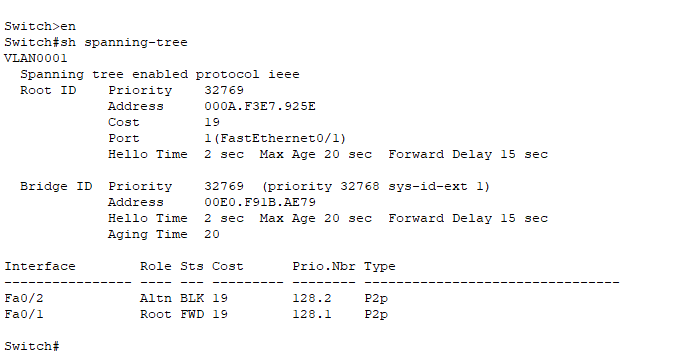 Switch>en
Switch#sh spanning-tree
VLAN0001
  Spanning tree enabled protocol ieee
  Root ID    Priority    32769
             Address     000A.F3E7.925E
             Cost        19
             Port        1(FastEthernet0/1)
             Hello Time  2 sec  Max Age 20 sec  Forward Delay 15 sec

  Bridge ID  Priority    32769  (priority 32768 sys-id-ext 1)
             Address     00E0.F91B.AE79
             Hello Time  2 sec  Max Age 20 sec  Forward Delay 15 sec
             Aging Time  20

Interface        Role Sts Cost      Prio.Nbr Type
---------------- ---- --- --------- -------- --------------------------------
Fa0/2            Altn BLK 19        128.2    P2p
Fa0/1            Root FWD 19        128.1    P2p

Switch#